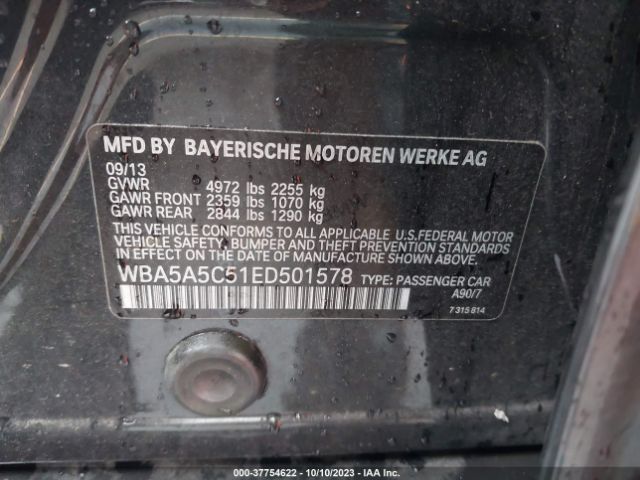 MFD BY BAYERISCHE MOTOREN WERKE AG
09/13
GVWR 4972 lbs 2255 kg
GAWR FRONT 2359 lbs 1070 kg
GAWR REAR 2844 lbs 1290 kg
THIS VEHICLE CONFORMS TO ALL APPLICABLE U.S.FEDERAL MOTOR
VEHICLE SAFETY, BUMPER AND THEFT PREVENTION STANDARDS
IN EFFECT ON THE DATE OF MANUFACTURE SHOWN ABOVE.
WBA5A5C51ED501578 TYPE: PASSENGER CAR
A90/7
7 315 814
000-37754622 - 10/10/2023 - IAA Inc.